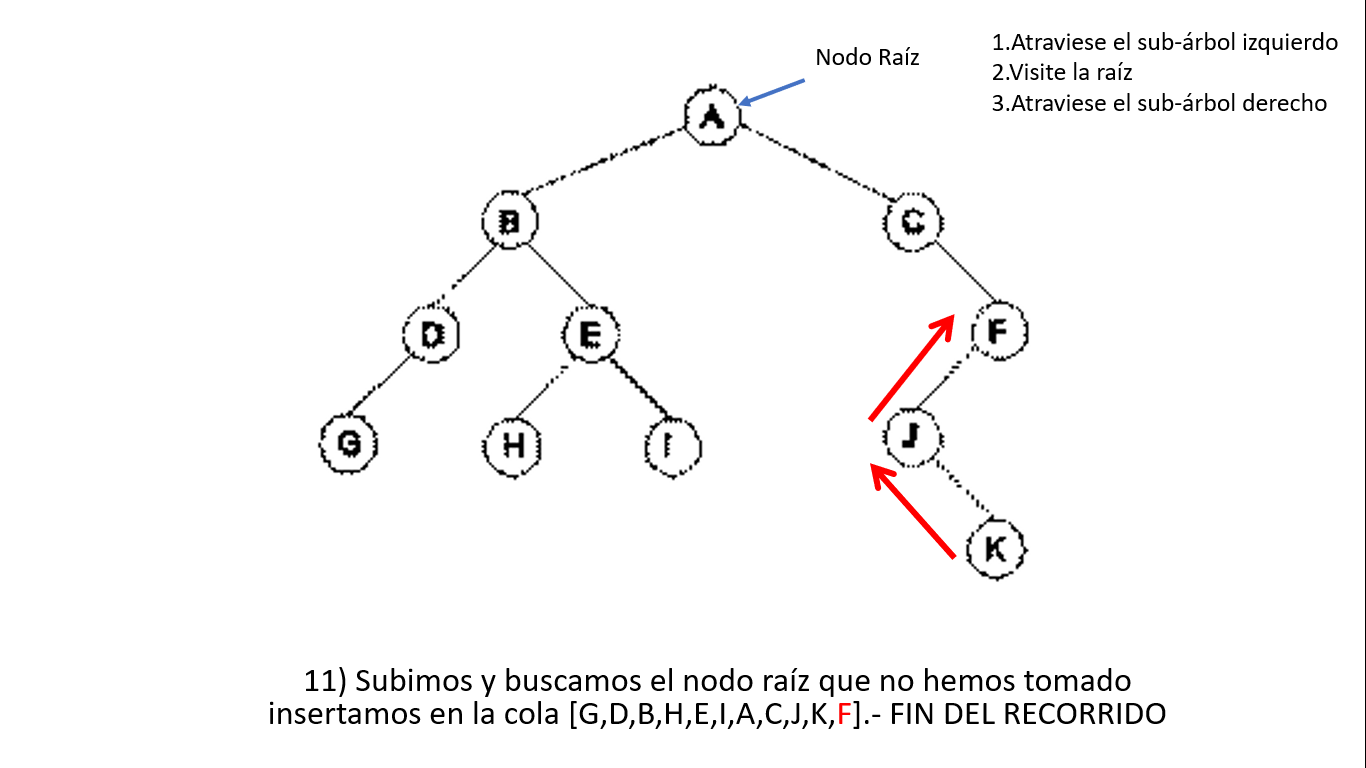 Nodo Raíz
1.Atraviese el sub-árbol izquierdo
2.Visite la raíz
3.Atraviese el sub-árbol derecho
A
B
C
D
E
F
G
H
I
J
K
11) Subimos y buscamos el nodo raíz que no hemos tomado
insertamos en la cola [G,D,B,H,E,I,A,C,J,K,F].- FIN DEL RECORRIDO